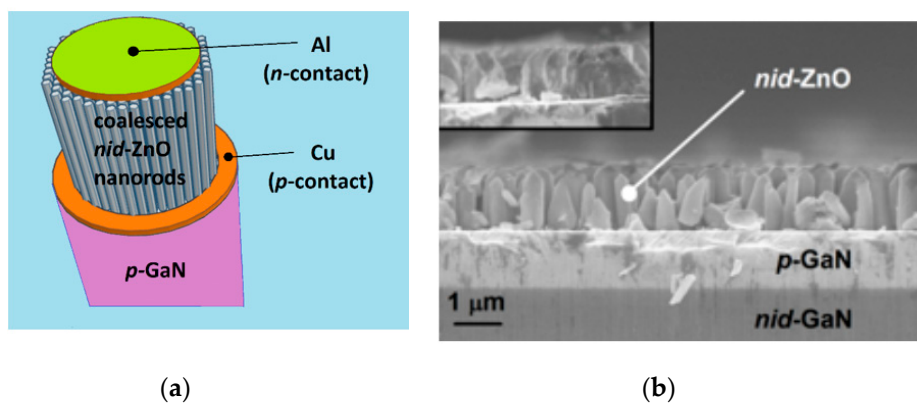 Al
(n-contact)
coalesced
nid-ZnO
nanorods
Cu
(p-contact)
p-GaN
nid-ZnO
p-GaN
1 μm
nid-GaN
(a)
(b)